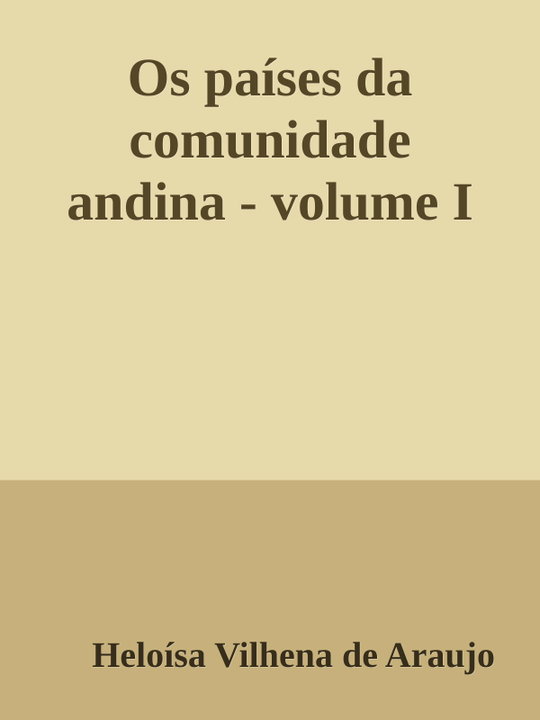 Os países da
comunidade
andina - volume I
Heloísa Vilhena de Araujo